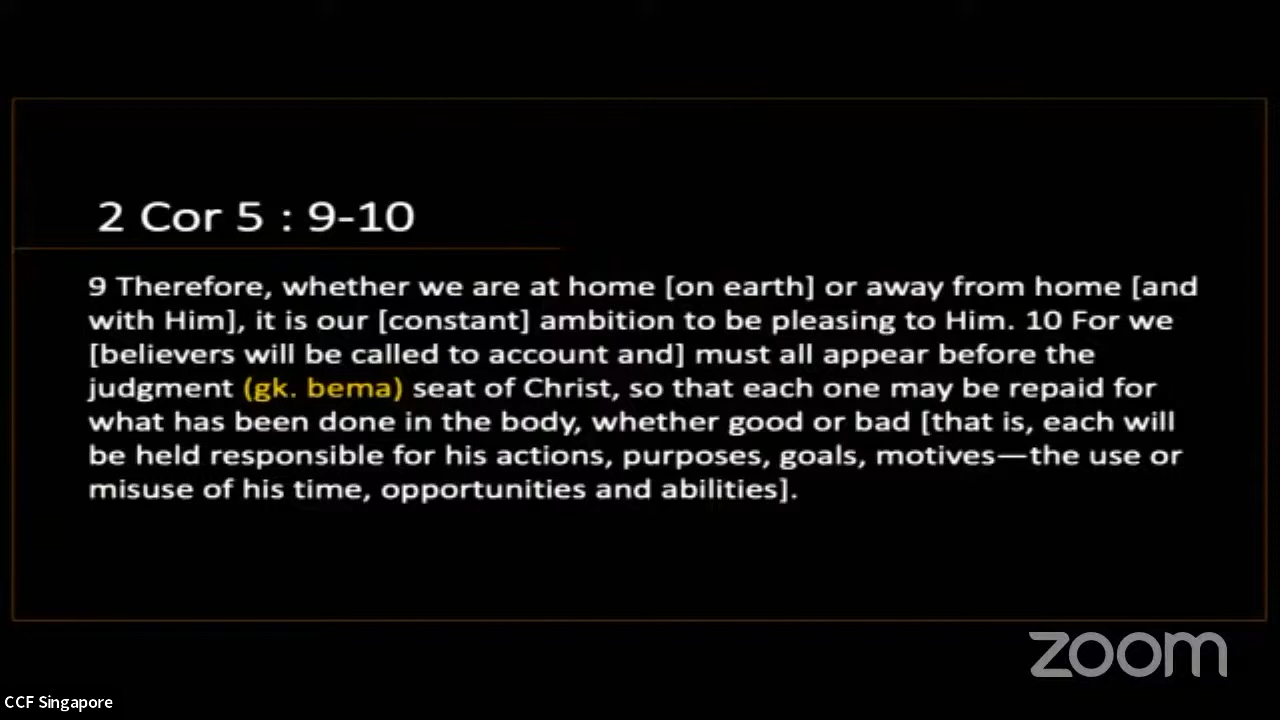 2 Cor 5 : 9-10
9 Therefore, whether we are at home [on earth] or away from home [and
with Him], it is our [constant] ambition to be pleasing to Him. 10 For we
[believers will be called to account and] must all appear before the
judgment (gk. bema) seat of Christ, so that each one may be repaid for
what has been done in the body, whether good or bad [that is, each will
be held responsible for his actions, purposes, goals, motives—the use or
misuse of his time, opportunities and abilities].
zoom
CCF Singapore